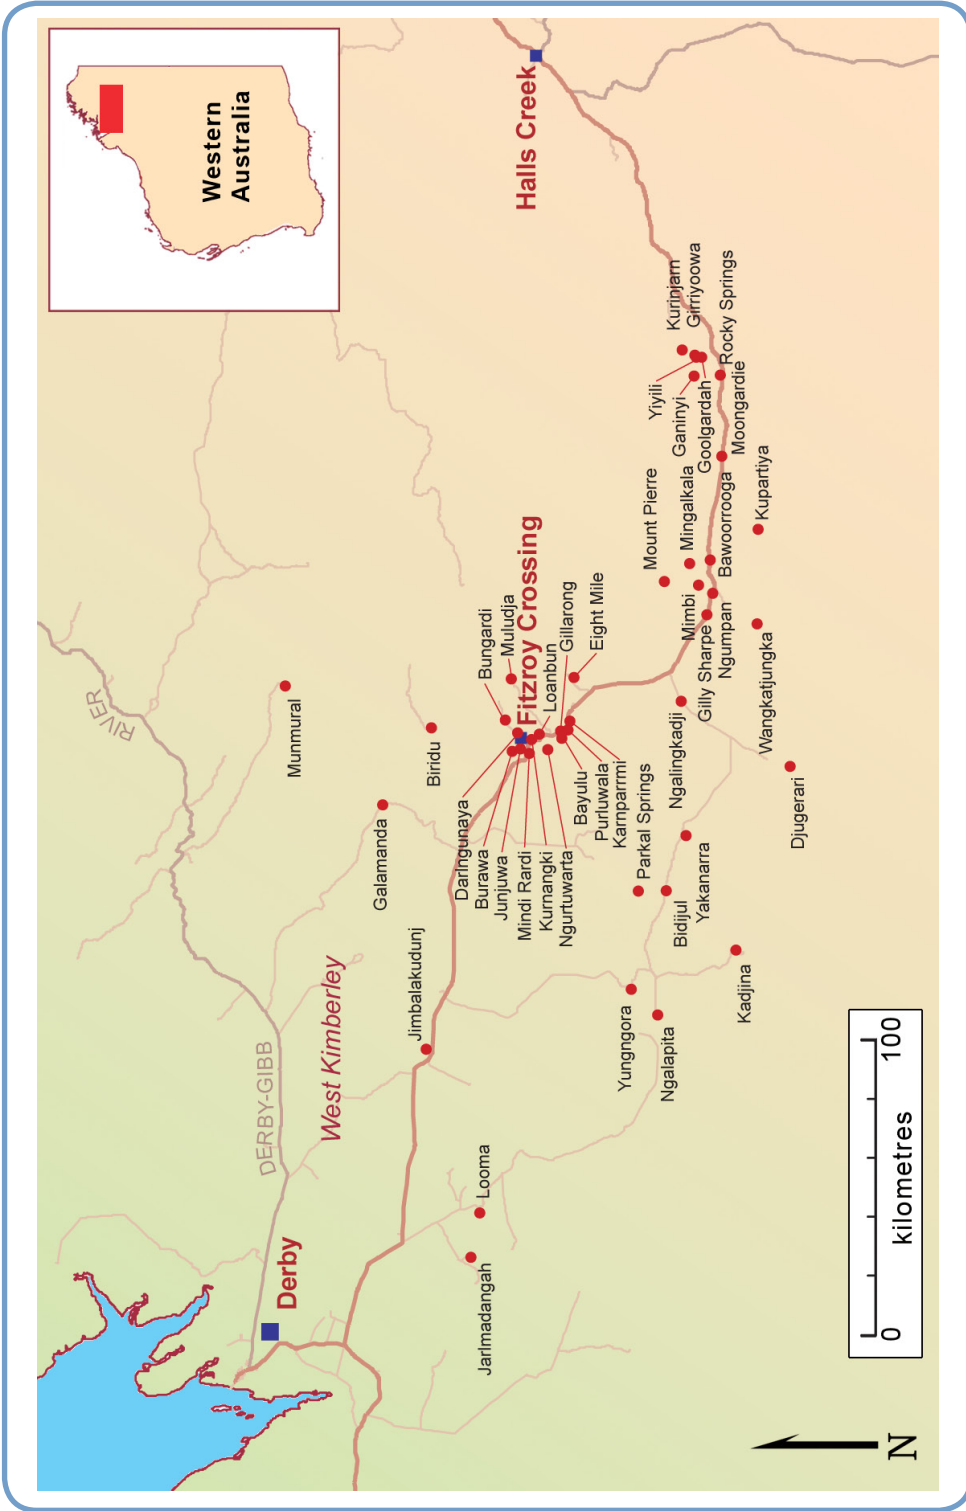 Western
Australia
Halls Creek
RIVER
DERBY-GIBB
West Kimberley
Derby
Fitzroy Crossing
Munmural
Biridu
Galamanda
Jimbalakudunj
Looma
Jarlmadangah
Bungardi
Muludja
Loanbun
Gillarong
Eight Mile
Daringunaya
Burawa
Junjuwa
Mindi Rardi
Kurnangki
Ngurtuwarta
Bayulu
Purluwala
Karnparrmi
Parkal Springs
Ngalingkadji
Yakanarra
Bidijul
Kadjina
Yungngora
Ngalapita
Djugerari
Wangkatjungka
Kupartiya
Mount Pierre
Mingalkala
Mimbi
Gilly Sharpe
Ngumpan
Bawoorrooga
Moongardie
Rocky Springs
Goolgardah
Ganinyi
Yiyili
Kurinjarn
Girriyoowa
0
100
kilometres
N